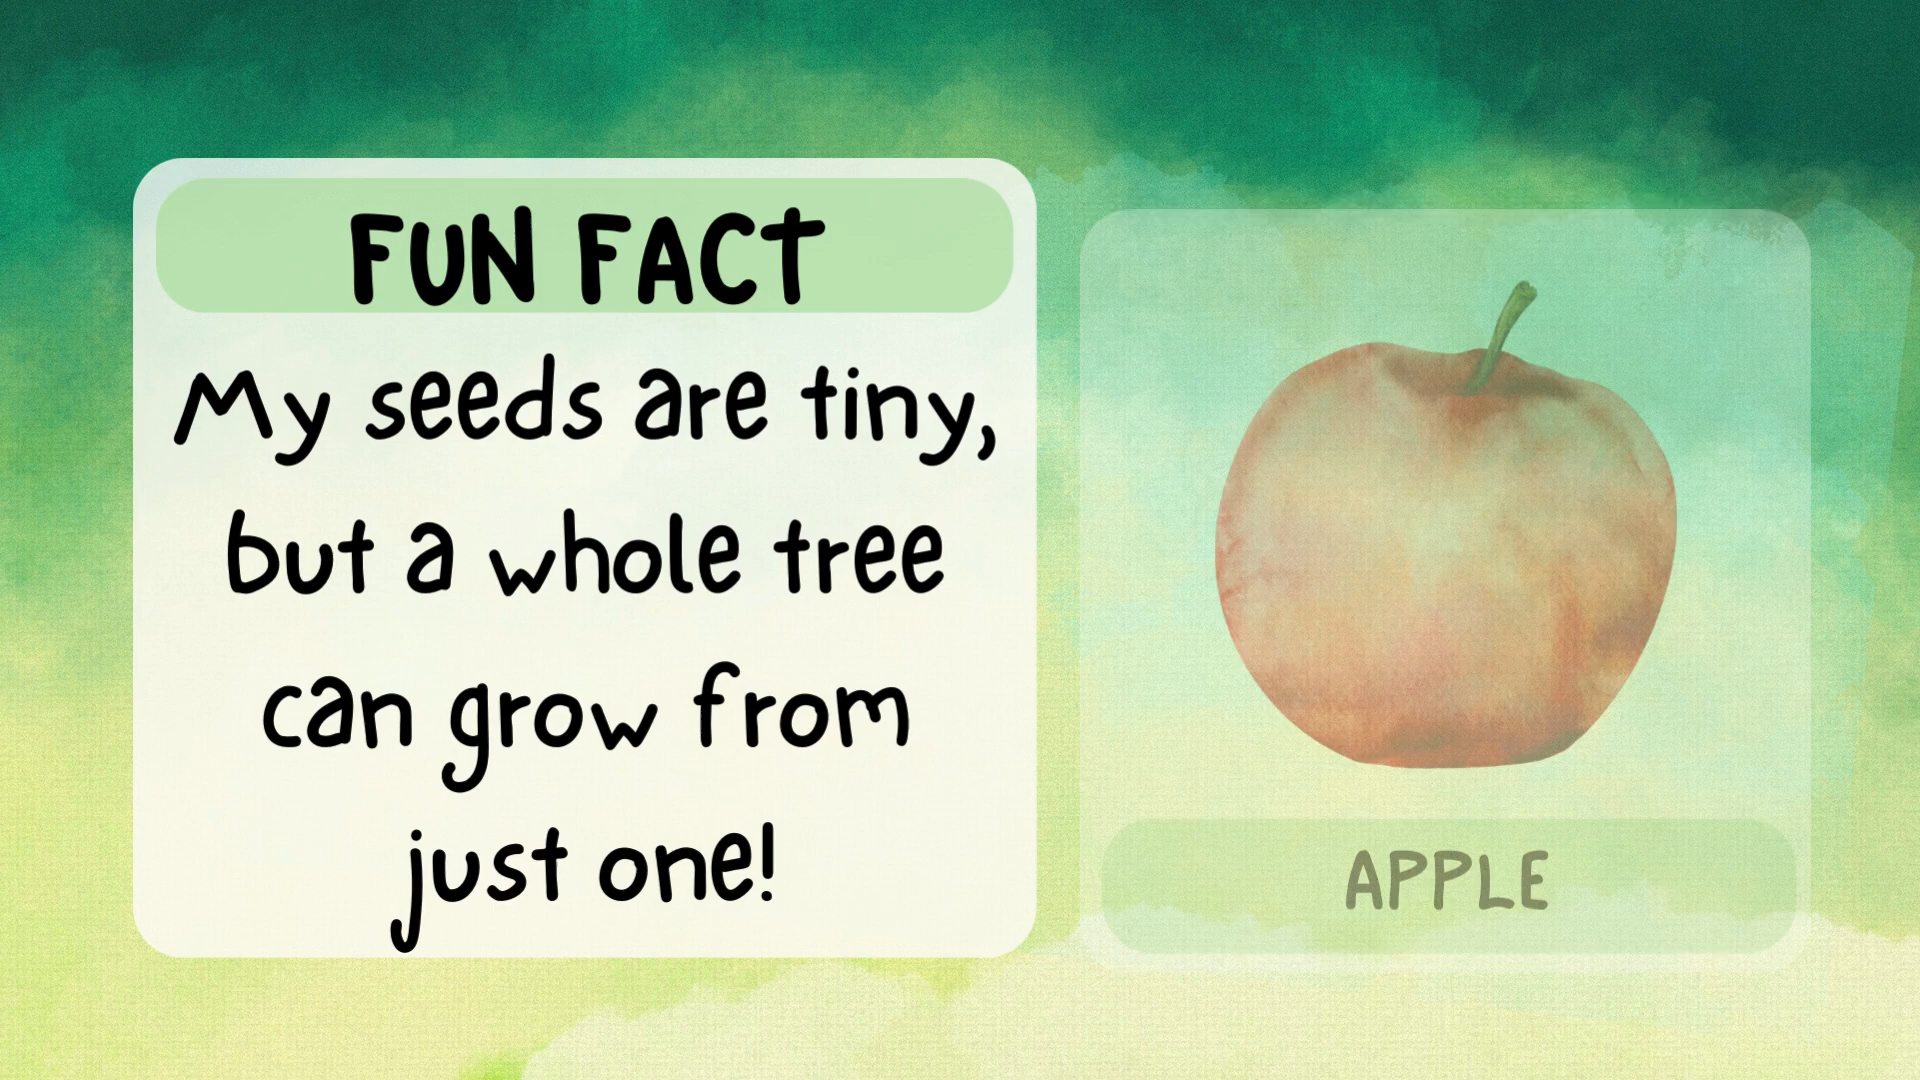 FUN FACT
My seeds are tiny,
but a whole tree
can grow from
just one!
APPLE